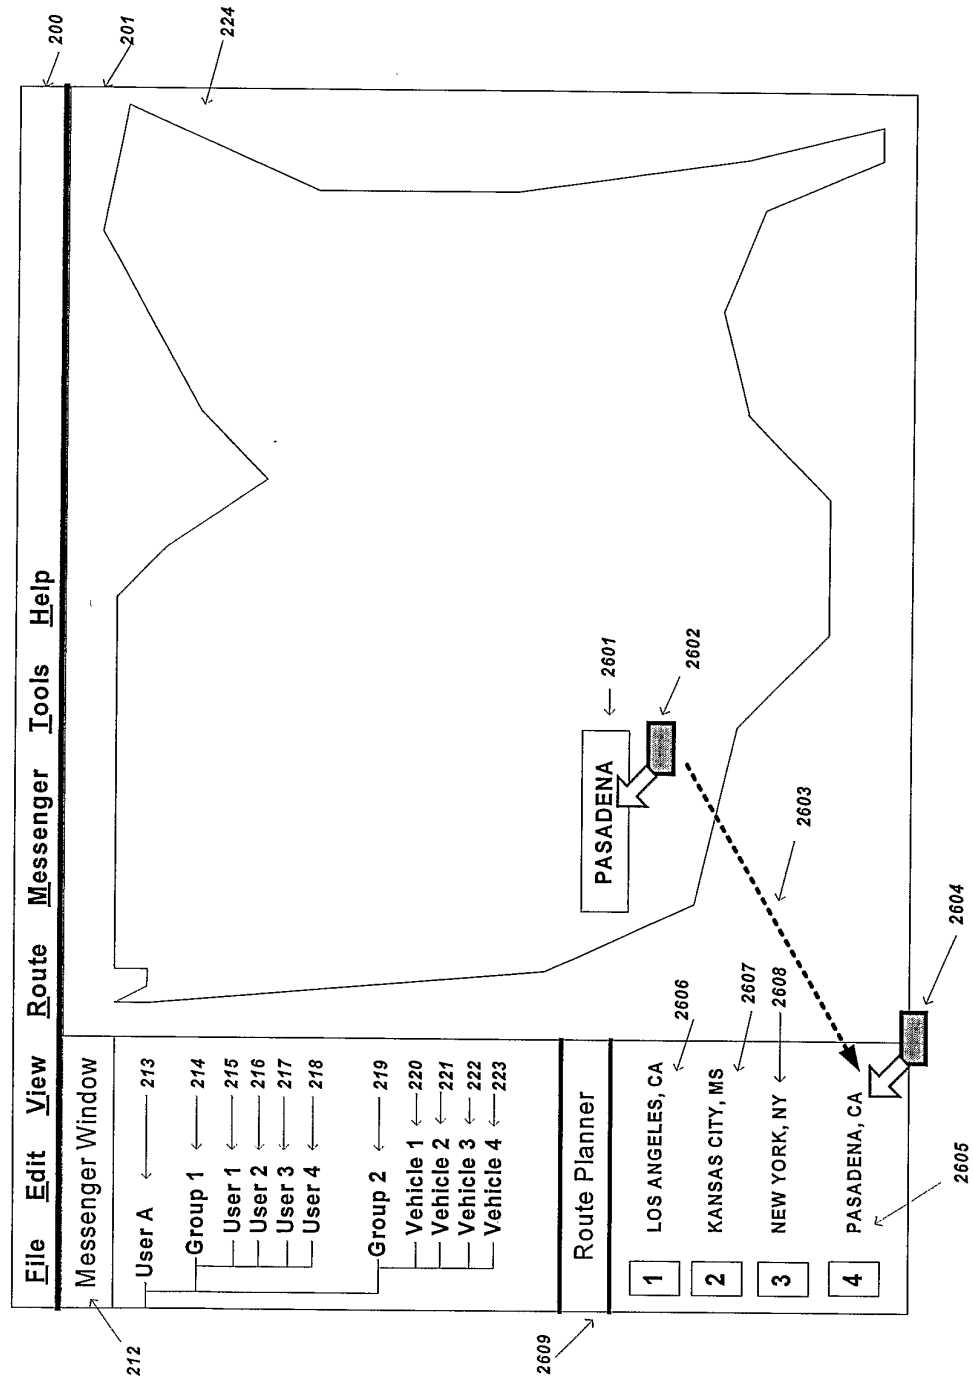 File Edit View Route Messenger Tools Help
200
201
224
Messenger Window
212
User A
213
Group 1
214
User 1
215
User 2
216
User 3
217
User 4
218
Group 2
219
Vehicle 1
220
Vehicle 2
221
Vehicle 3
222
Vehicle 4
223
Route Planner
2609
1 LOS ANGELES, CA
2606
2 KANSAS CITY, MS
2607
3 NEW YORK, NY
2608
4 PASADENA, CA
2605
PASADENA
2601
2602
2603
2604